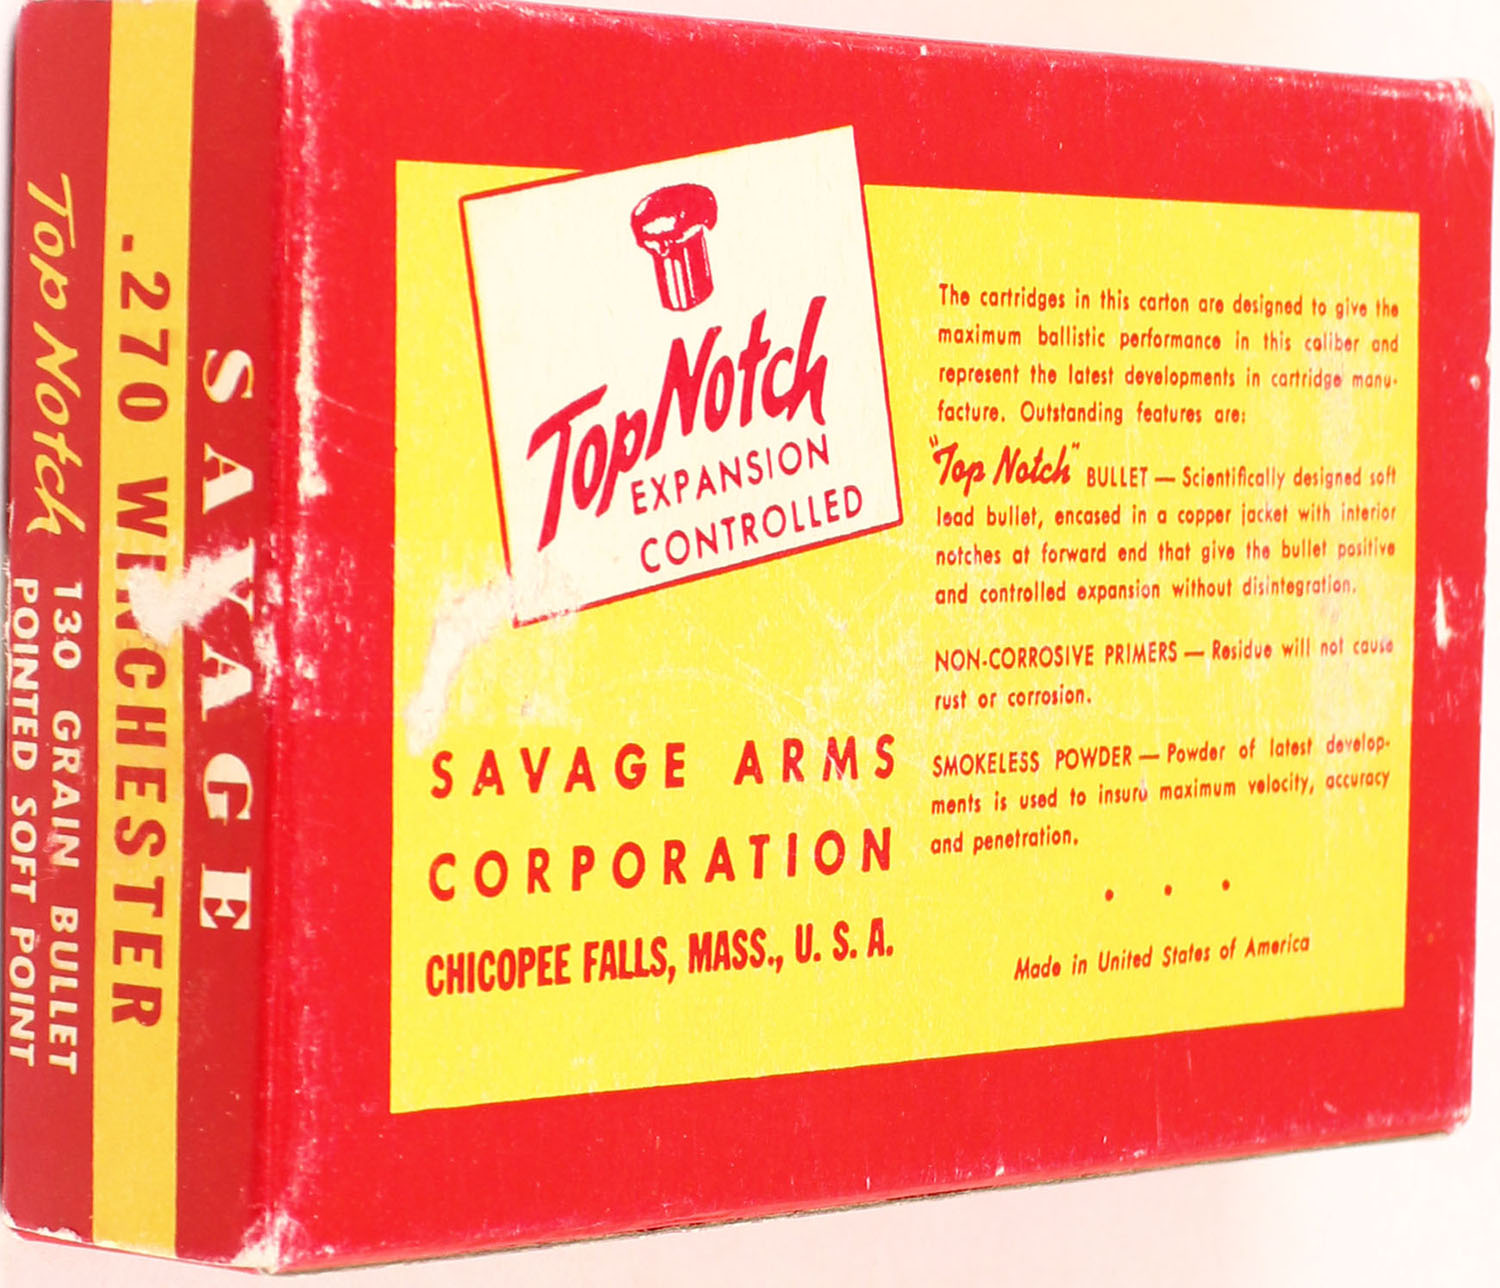 SAVAGE
.270 WINCHESTER
Top Notch 130 GRAIN BULLET
POINTED SOFT POINT
Top Notch
EXPANSION
CONTROLLED
SAVAGE ARMS
CORPORATION
CHICOPEE FALLS, MASS., U. S. A.
The cartridges in this carton are designed to give the
maximum ballistic performance in this caliber and
represent the latest developments in cartridge manu-
facture. Outstanding features are:
"Top Notch" BULLET — Scientifically designed soft
lead bullet, encased in a copper jacket with interior
notches at forward end that give the bullet positive
and controlled expansion without disintegration.
NON-CORROSIVE PRIMERS — Residue will not cause
rust or corrosion.
SMOKELESS POWDER — Powder of latest develop-
ments is used to insure maximum velocity, accuracy
and penetration.
• • •
Made in United States of America